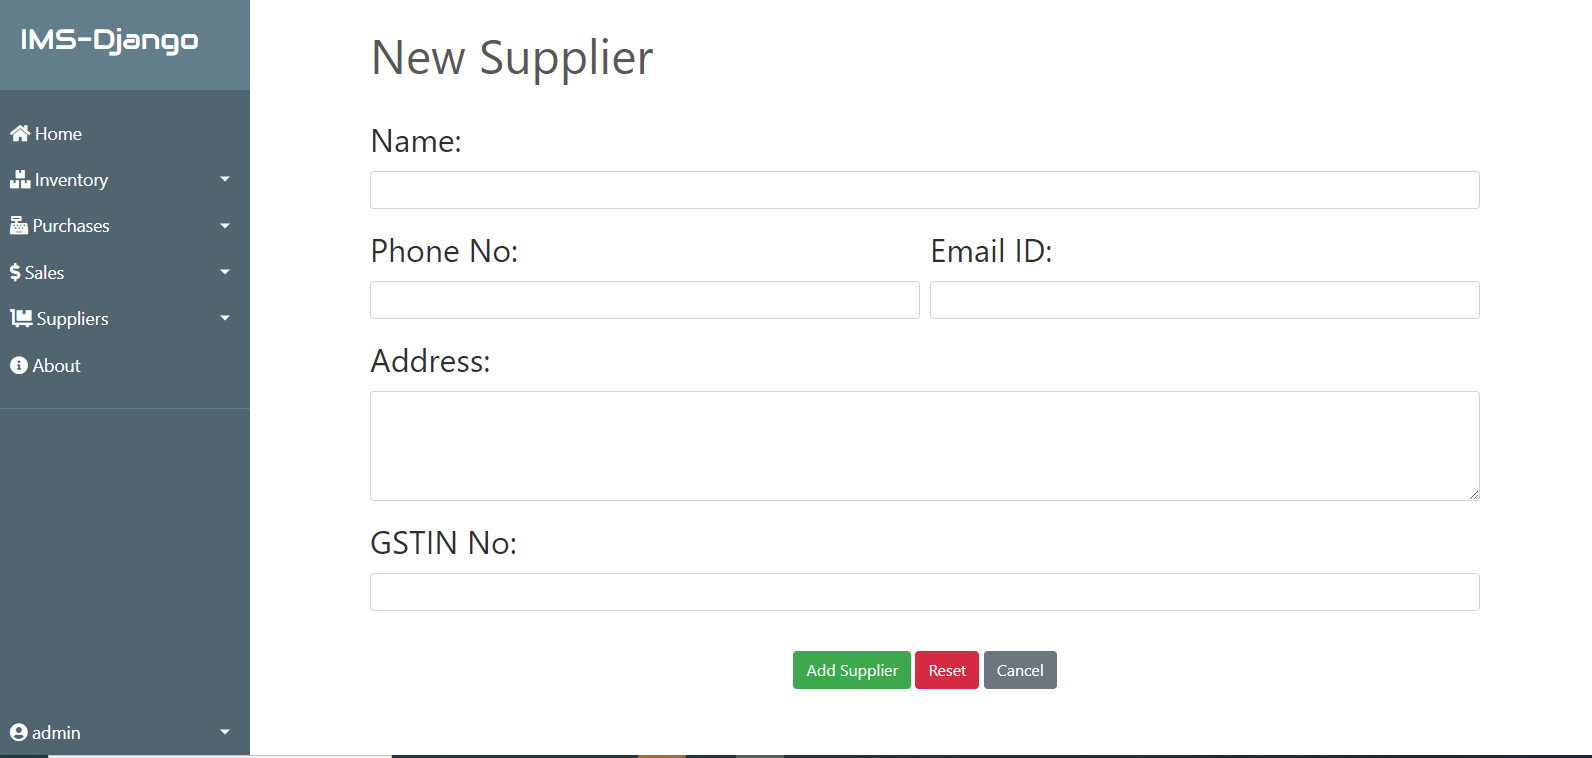 IMS-Django
Home
Inventory
Purchases
Sales
Suppliers
About
admin
New Supplier
Name:
Phone No: Email ID:
Address:
GSTIN No:
Add Supplier Reset Cancel